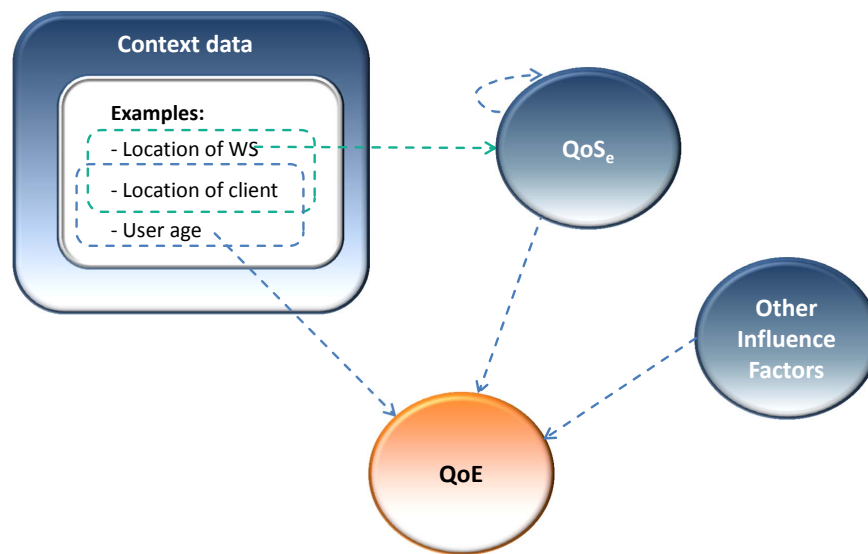 Context data
Examples:
- Location of WS
- Location of client
- User age
QoSe
Other
Influence
Factors
QoE